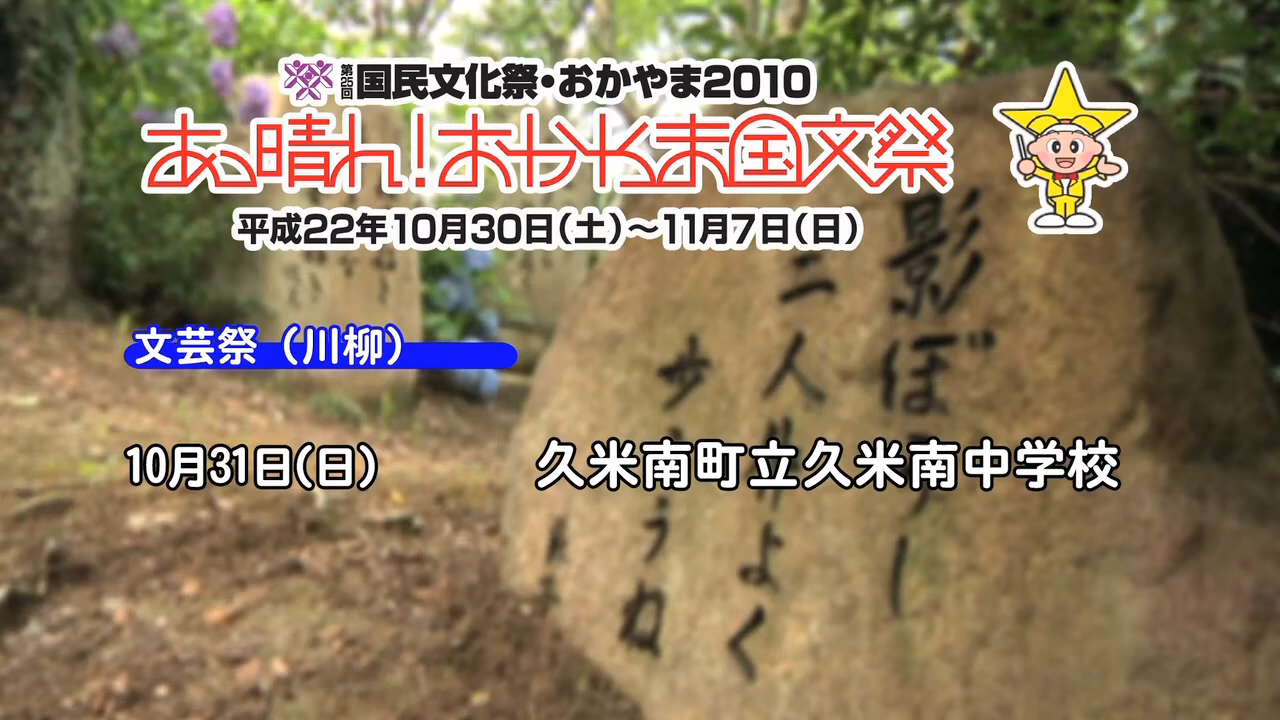 第25回 国民文化祭・おかやま2010
あっ晴れ!おかやま国文祭
平成22年10月30日(土)～11月7日(日)
文芸祭(川柳)
10月31日(日)
久米南町立久米南中学校
影ぼうし
二人仲よく
歩こうね